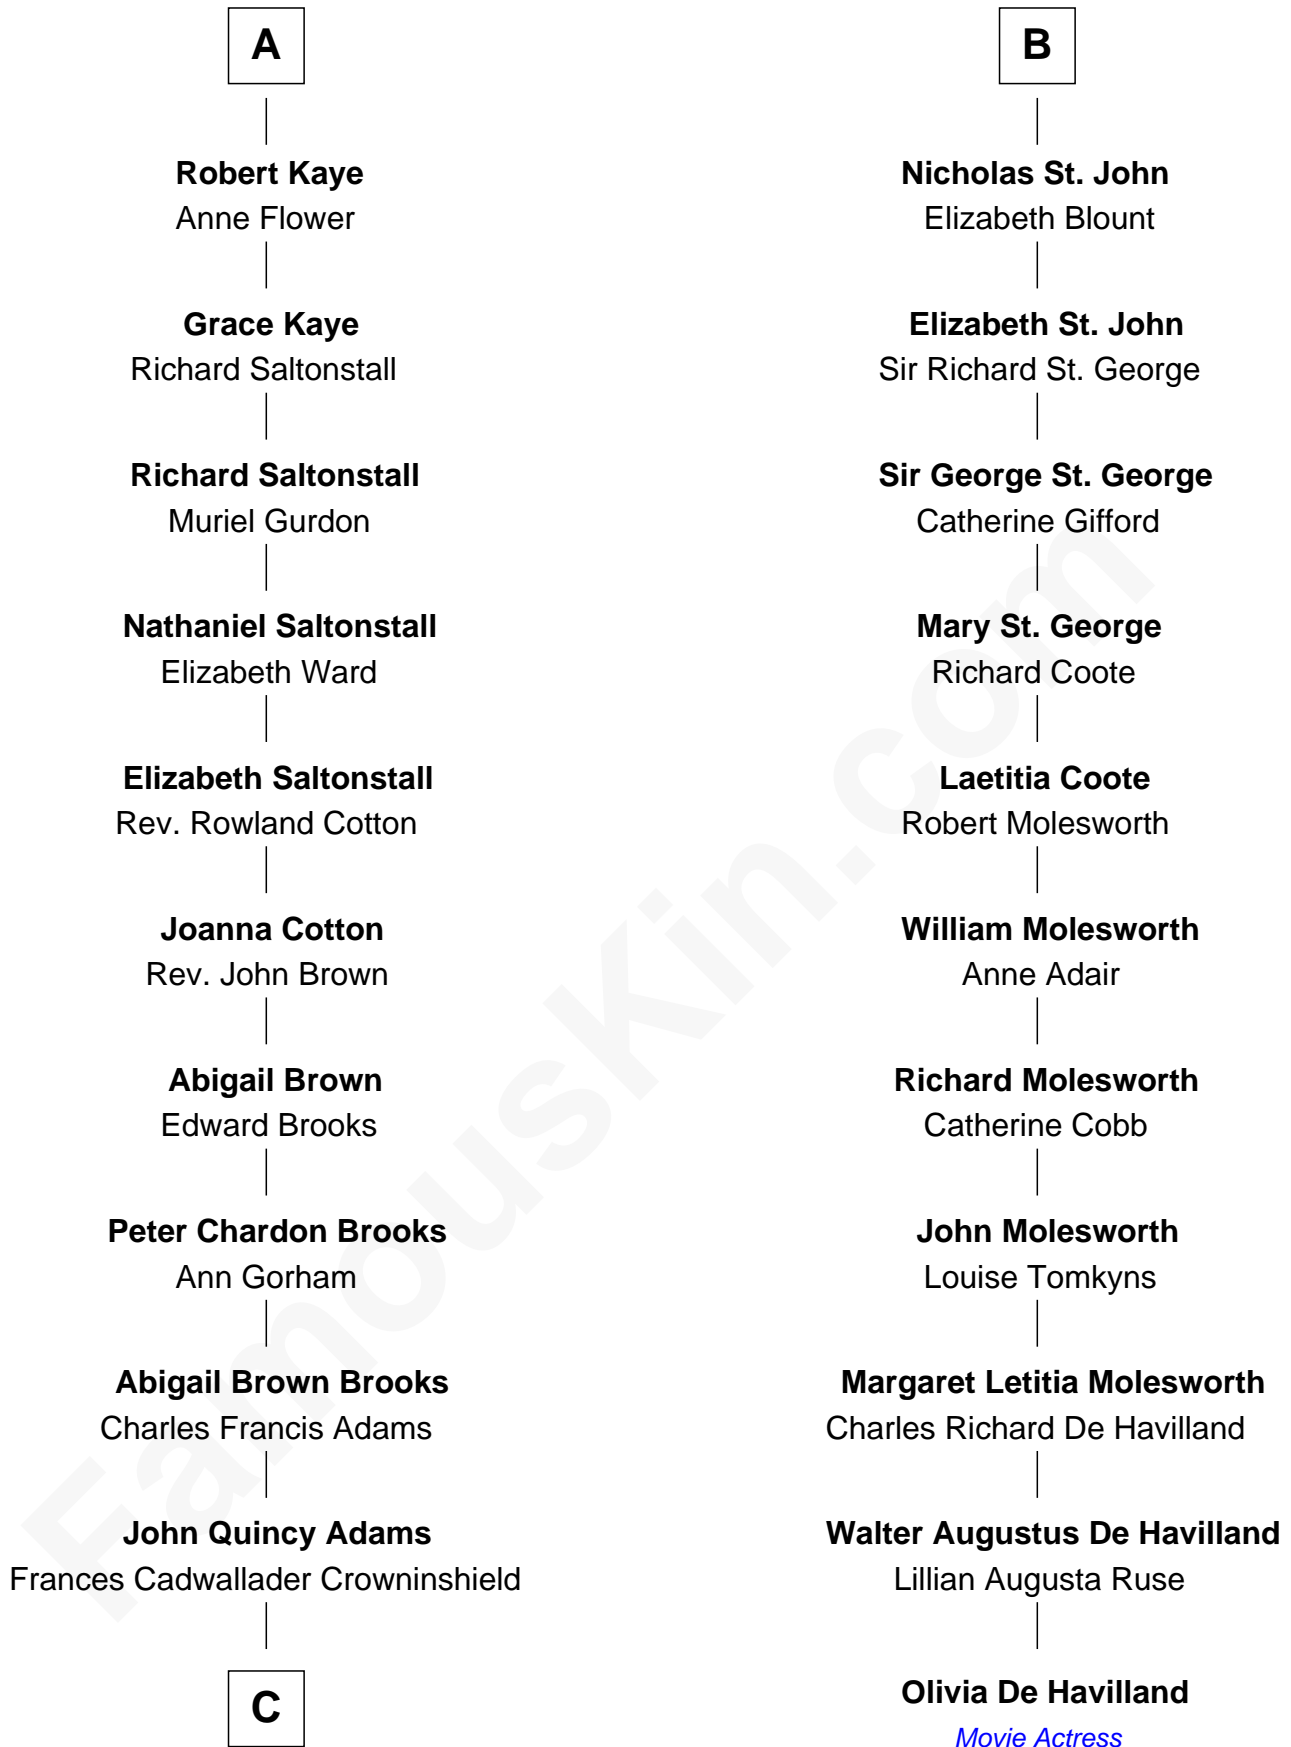 A
Robert Kaye
Anne Flower
Grace Kaye
Richard Saltonstall
Richard Saltonstall
Muriel Gurdon
Nathaniel Saltonstall
Elizabeth Ward
Elizabeth Saltonstall
Rev. Rowland Cotton
Joanna Cotton
Rev. John Brown
Abigail Brown
Edward Brooks
Peter Chardon Brooks
Ann Gorham
Abigail Brown Brooks
Charles Francis Adams
John Quincy Adams
Frances Cadwallader Crowninshield
C
B
Nicholas St. John
Elizabeth Blount
Elizabeth St. John
Sir Richard St. George
Sir George St. George
Catherine Gifford
Mary St. George
Richard Coote
Laetitia Coote
Robert Molesworth
William Molesworth
Anne Adair
Richard Molesworth
Catherine Cobb
John Molesworth
Louise Tomkyns
Margaret Letitia Molesworth
Charles Richard De Havilland
Walter Augustus De Havilland
Lillian Augusta Ruse
Olivia De Havilland
Movie Actress
FamousKin.com